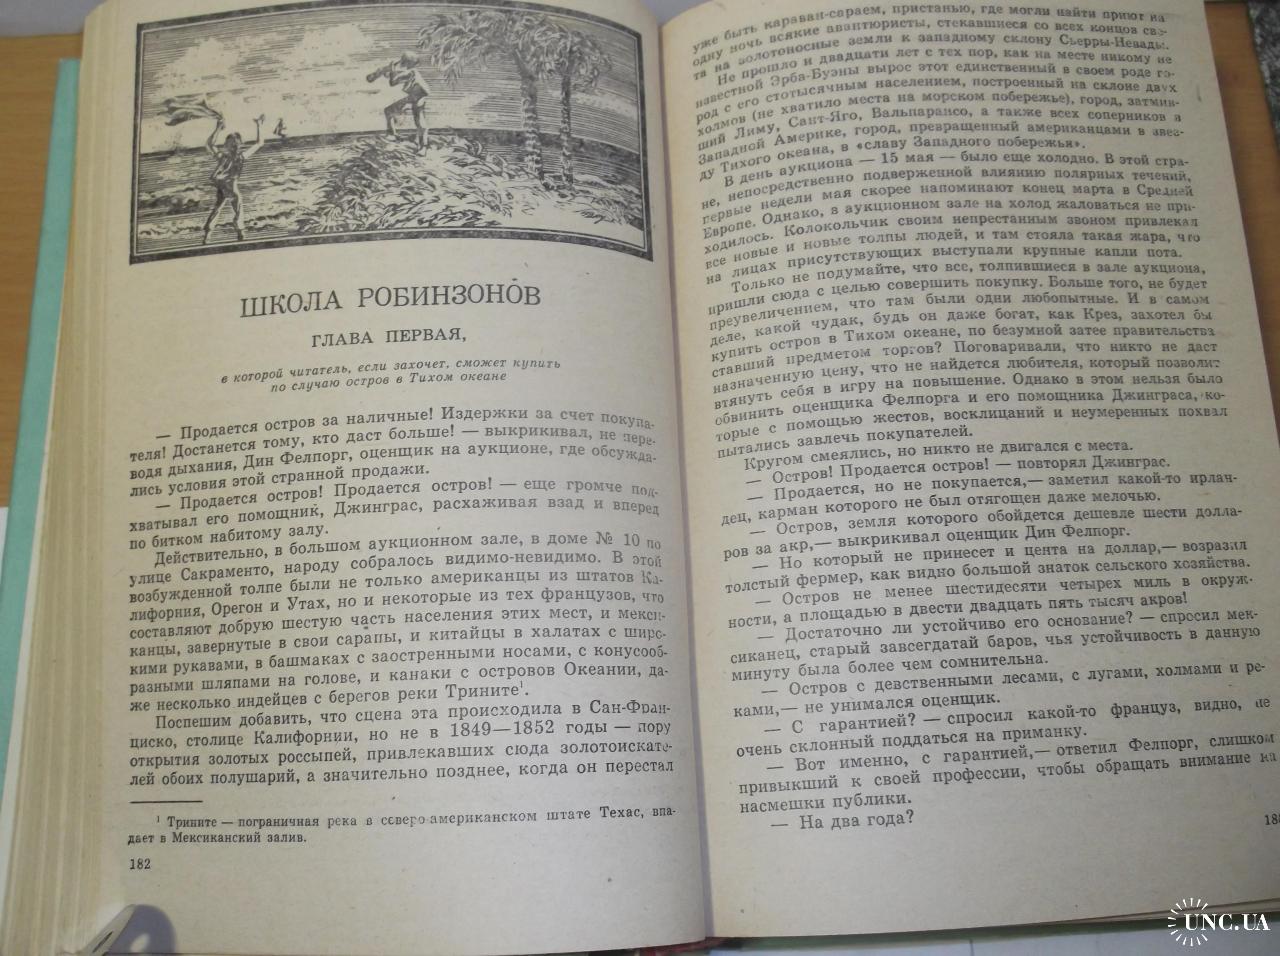 ШКОЛА РОБИНЗОНОВ
ГЛАВА ПЕРВАЯ,
в которой читатель, если захочет, сможет купить
по случаю остров в Тихом океане
— Продается остров за наличные! Издержки за счет покупа-
теля! Достанется тому, кто даст больше! — выкрикивал, не пере-
водя дыхания, Дин Фелпорг, оценщик на аукционе, где обсужда-
лись условия этой странной продажи.
— Продается остров! Продается остров! — еще громче под-
хватывал его помощник, Джинграс, расхаживая взад и вперед
по битком набитому залу.
Действительно, в большом аукционном зале, в доме № 10 по
улице Сакраменто, народу собралось видимо-невидимо. В этой
возбужденной толпе были не только американцы из штатов Ка-
лифорния, Орегон и Утах, но и некоторые из тех французов, что
составляют добрую шестую часть населения этих мест, и мекси-
канцы, завернутые в свои сарапы, и китайцы в халатах с широ-
кими рукавами, в башмаках с заостренными носами, с конусооб-
разными шляпами на голове, и канаки с островов Океании, да-
же несколько индейцев с берегов реки Трините¹.
Поспешим добавить, что сцена эта происходила в Сан-Фран-
циско, столице Калифорнии, но не в 1849—1852 годы — пору
открытия золотых россыпей, привлекавших сюда золотоискате-
лей обоих полушарий, а значительно позднее, когда он перестал
¹ Трините — пограничная река в северо-американском штате Техас, впа-
дает в Мексиканский залив.
182
уже быть караван-сараем, пристанью, где могли найти приют на
одну ночь всякие авантюристы, стекавшиеся со всех концов све-
та на золотоносные земли к западному склону Сьерры-Невады.
Не прошло и двадцати лет с тех пор, как на месте никому не
известной Эрба-Буэны вырос этот единственный в своем роде го-
род с его стотысячным населением, построенный на склоне двух
холмов (не хватило места на морском побережье), город, затмив-
ший Лиму, Сант-Яго, Вальпарансо, а также всех соперников в
Западной Америке, город, превращенный американцами в звез-
ду Тихого океана, в «славу Западного побережья».
В день аукциона — 15 мая — было еще холодно. В этой стра-
не, непосредственно подверженной влиянию полярных течений,
первые недели мая скорее напоминают конец марта в Средней
Европе. Однако, в аукционном зале на холод жаловаться не при-
ходилось. Колокольчик своим непрестанным звоном привлекал
все новые и новые толпы людей, и там стояла такая жара, что
на лицах присутствующих выступали крупные капли пота.
Только не подумайте, что все, толпившиеся в зале аукциона,
пришли сюда с целью совершить покупку. Больше того, не будет
преувеличением, что там были одни любопытные. И в самом
деле, какой чудак, будь он даже богат, как Крез, захотел бы
купить остров в Тихом океане, по безумной затее правительства
ставший предметом торгов? Поговаривали, что никто не даст
назначенную цену, что не найдется любителя, который позволит
втянуть себя в игру на повышение. Однако в этом нельзя было
обвинить оценщика Фелпорга и его помощника Джинграса, ко-
торые с помощью жестов, восклицаний и неумеренных похвал
пытались завлечь покупателей.
Кругом смеялись, но никто не двигался с места.
— Остров! Продается остров! — повторял Джинграс.
— Продается, но не покупается,— заметил какой-то ирлан-
дец, карман которого не был отягощен даже мелочью.
— Остров, земля которого обойдется дешевле шести долла-
ров за акр,— выкрикивал оценщик Дин Фелпорг.
— Но который не принесет и цента на доллар,— возразил
толстый фермер, как видно большой знаток сельского хозяйства.
— Остров не менее шестидесяти четырех миль в окруж-
ности, а площадью в двести двадцать пять тысяч акров!
— Достаточно ли устойчиво его основание? — спросил мек-
сиканец, старый завсегдатай баров, чья устойчивость в данную
минуту была более чем сомнительна.
— Остров с девственными лесами, с лугами, холмами и ре-
ками,— не унимался оценщик.
— С гарантией? — спросил какой-то француз, видно, не
очень склонный поддаться на приманку.
— Вот именно, с гарантией,— ответил Фелпорг, слишком
привыкший к своей профессии, чтобы обращать внимание на
насмешки публики.
— На два года?
UNC.UA